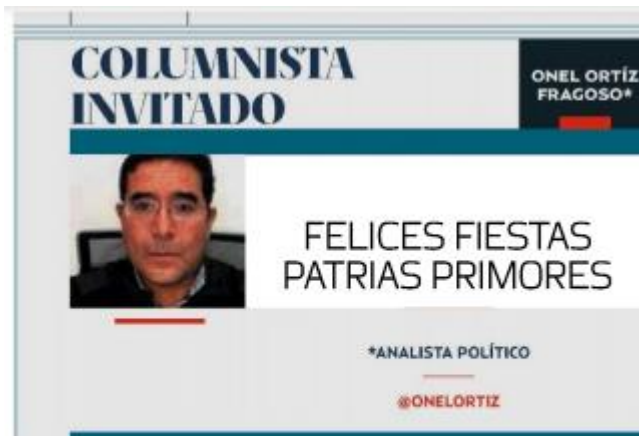 COLUMNISTA
INVITADO
ONEL ORTÍZ
FRAGOSO*
FELICES FIESTAS
PATRIAS PRIMORES
*ANALISTA POLÍTICO
@ONELORTIZ